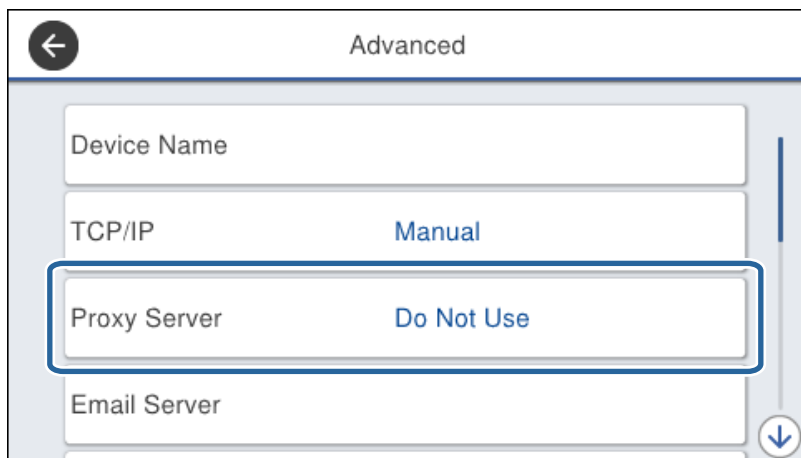 Advanced
Device Name
TCP/IP Manual
Proxy Server Do Not Use
Email Server